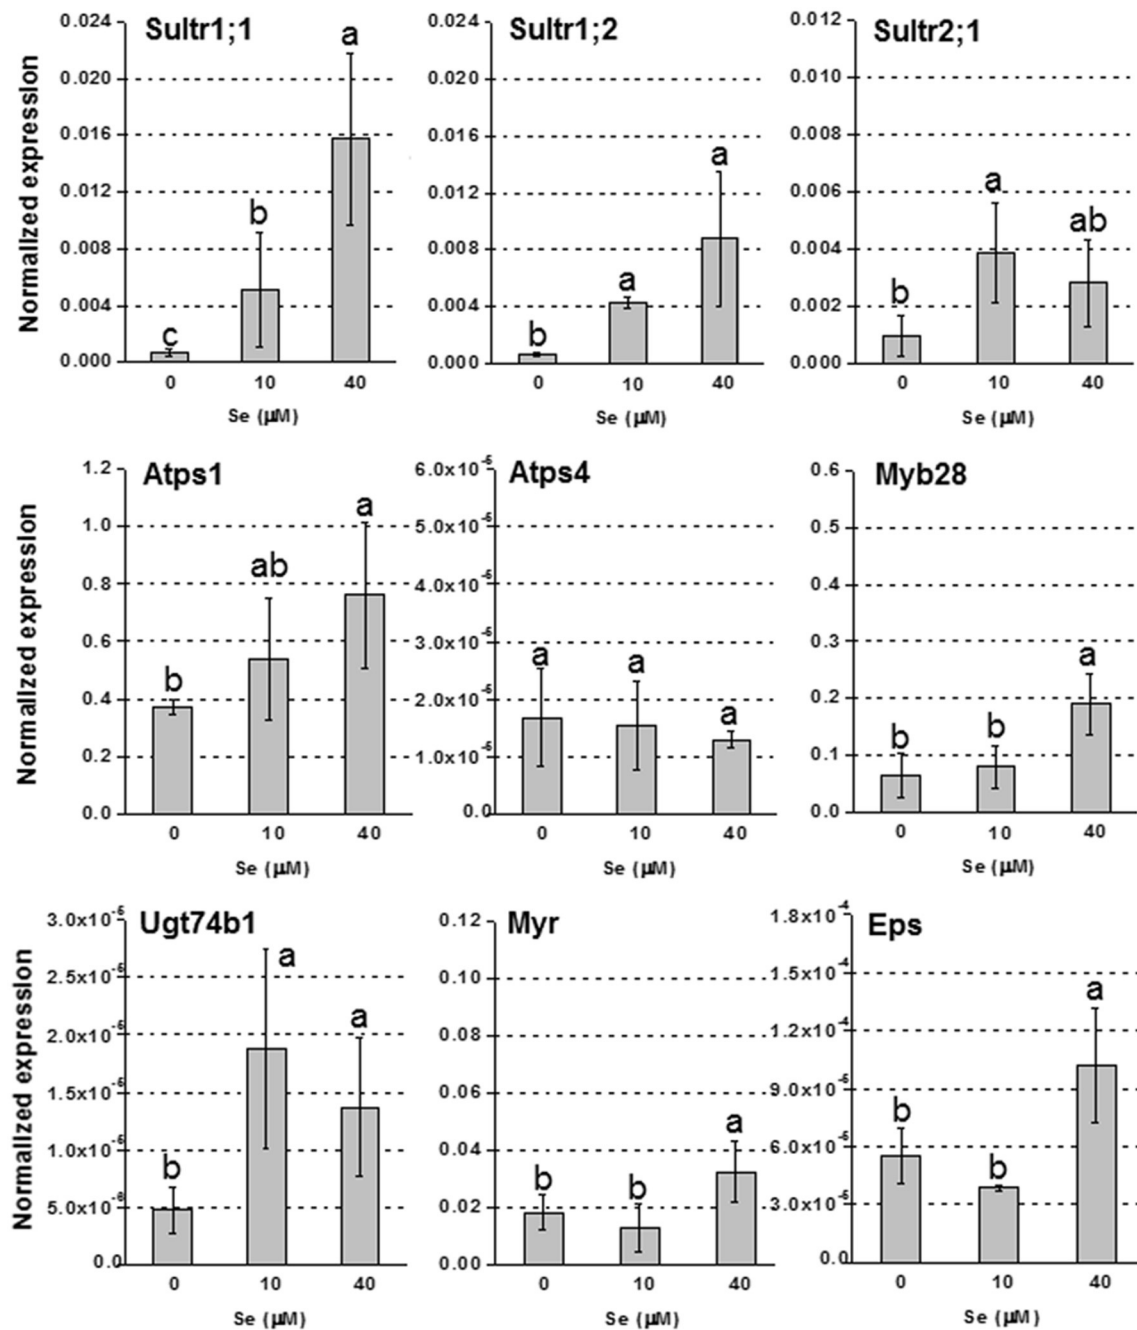 Normalized expression
Sultr1;1
0.024
0.020
0.016
0.012
0.008
0.004
0.000
c
b
a
0 10 40
Se (µM)
Sultr1;2
0.024
0.020
0.016
0.012
0.008
0.004
0.000
b
a
a
0 10 40
Se (µM)
Sultr2;1
0.012
0.010
0.008
0.006
0.004
0.002
0.000
b
a
ab
0 10 40
Se (µM)
Normalized expression
Atps1
1.2
1.0
0.8
0.6
0.4
0.2
0.0
b
ab
a
0 10 40
Se (µM)
Atps4
6.0x10⁻⁵
5.0x10⁻⁵
4.0x10⁻⁵
3.0x10⁻⁵
2.0x10⁻⁵
1.0x10⁻⁵
0.0
a
a
a
0 10 40
Se (µM)
Myb28
0.6
0.5
0.4
0.3
0.2
0.1
0.0
b
b
a
0 10 40
Se (µM)
Normalized expression
Ugt74b1
3.0x10⁻⁵
2.5x10⁻⁵
2.0x10⁻⁵
1.5x10⁻⁵
1.0x10⁻⁵
5.0x10⁻⁶
0.0
b
a
a
0 10 40
Se (µM)
Myr
0.12
0.10
0.08
0.06
0.04
0.02
0.00
b
b
a
0 10 40
Se (µM)
Eps
1.8x10⁻⁴
1.5x10⁻⁴
1.2x10⁻⁴
9.0x10⁻⁵
6.0x10⁻⁵
3.0x10⁻⁵
0.0
b
b
a
0 10 40
Se (µM)